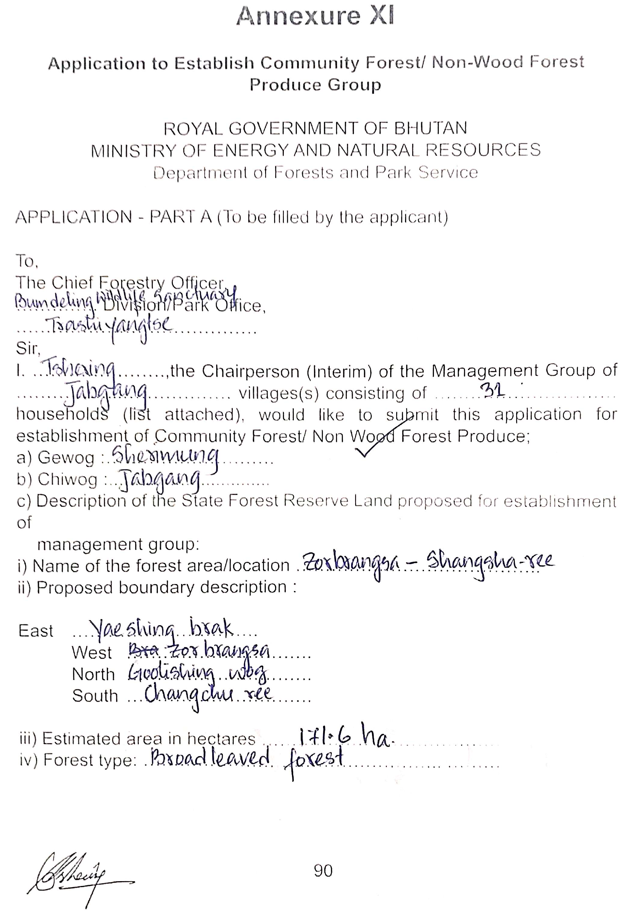 Annexure XI
Application to Establish Community Forest/ Non-Wood Forest
Produce Group
ROYAL GOVERNMENT OF BHUTAN
MINISTRY OF ENERGY AND NATURAL RESOURCES
Department of Forests and Park Service
APPLICATION - PART A (To be filled by the applicant)
To,
The Chief Forestry Officer,
Bumdeling Wildlife Sanctuary
Division/Park Office,
.....Trashiyangtse................
Sir,
I. ..Tshering........,the Chairperson (Interim) of the Management Group of
........Jabgang.............. villages(s) consisting of .......31................
households (list attached), would like to submit this application for
establishment of Community Forest/ Non Wood Forest Produce;
a) Gewog :..Shermung.........
b) Chiwog :...Jabgang.............
c) Description of the State Forest Reserve Land proposed for establishment
of
management group:
i) Name of the forest area/location .Zorbrangsa - Shangsha-ree
ii) Proposed boundary description :
East ....Yaeshing..brak....
West Zor brangsa.......
North Godishing..wog........
South ...Changchu..ree.......
iii) Estimated area in hectares ......171.6 ha..................
iv) Forest type: .Broadleaved forest........................
90